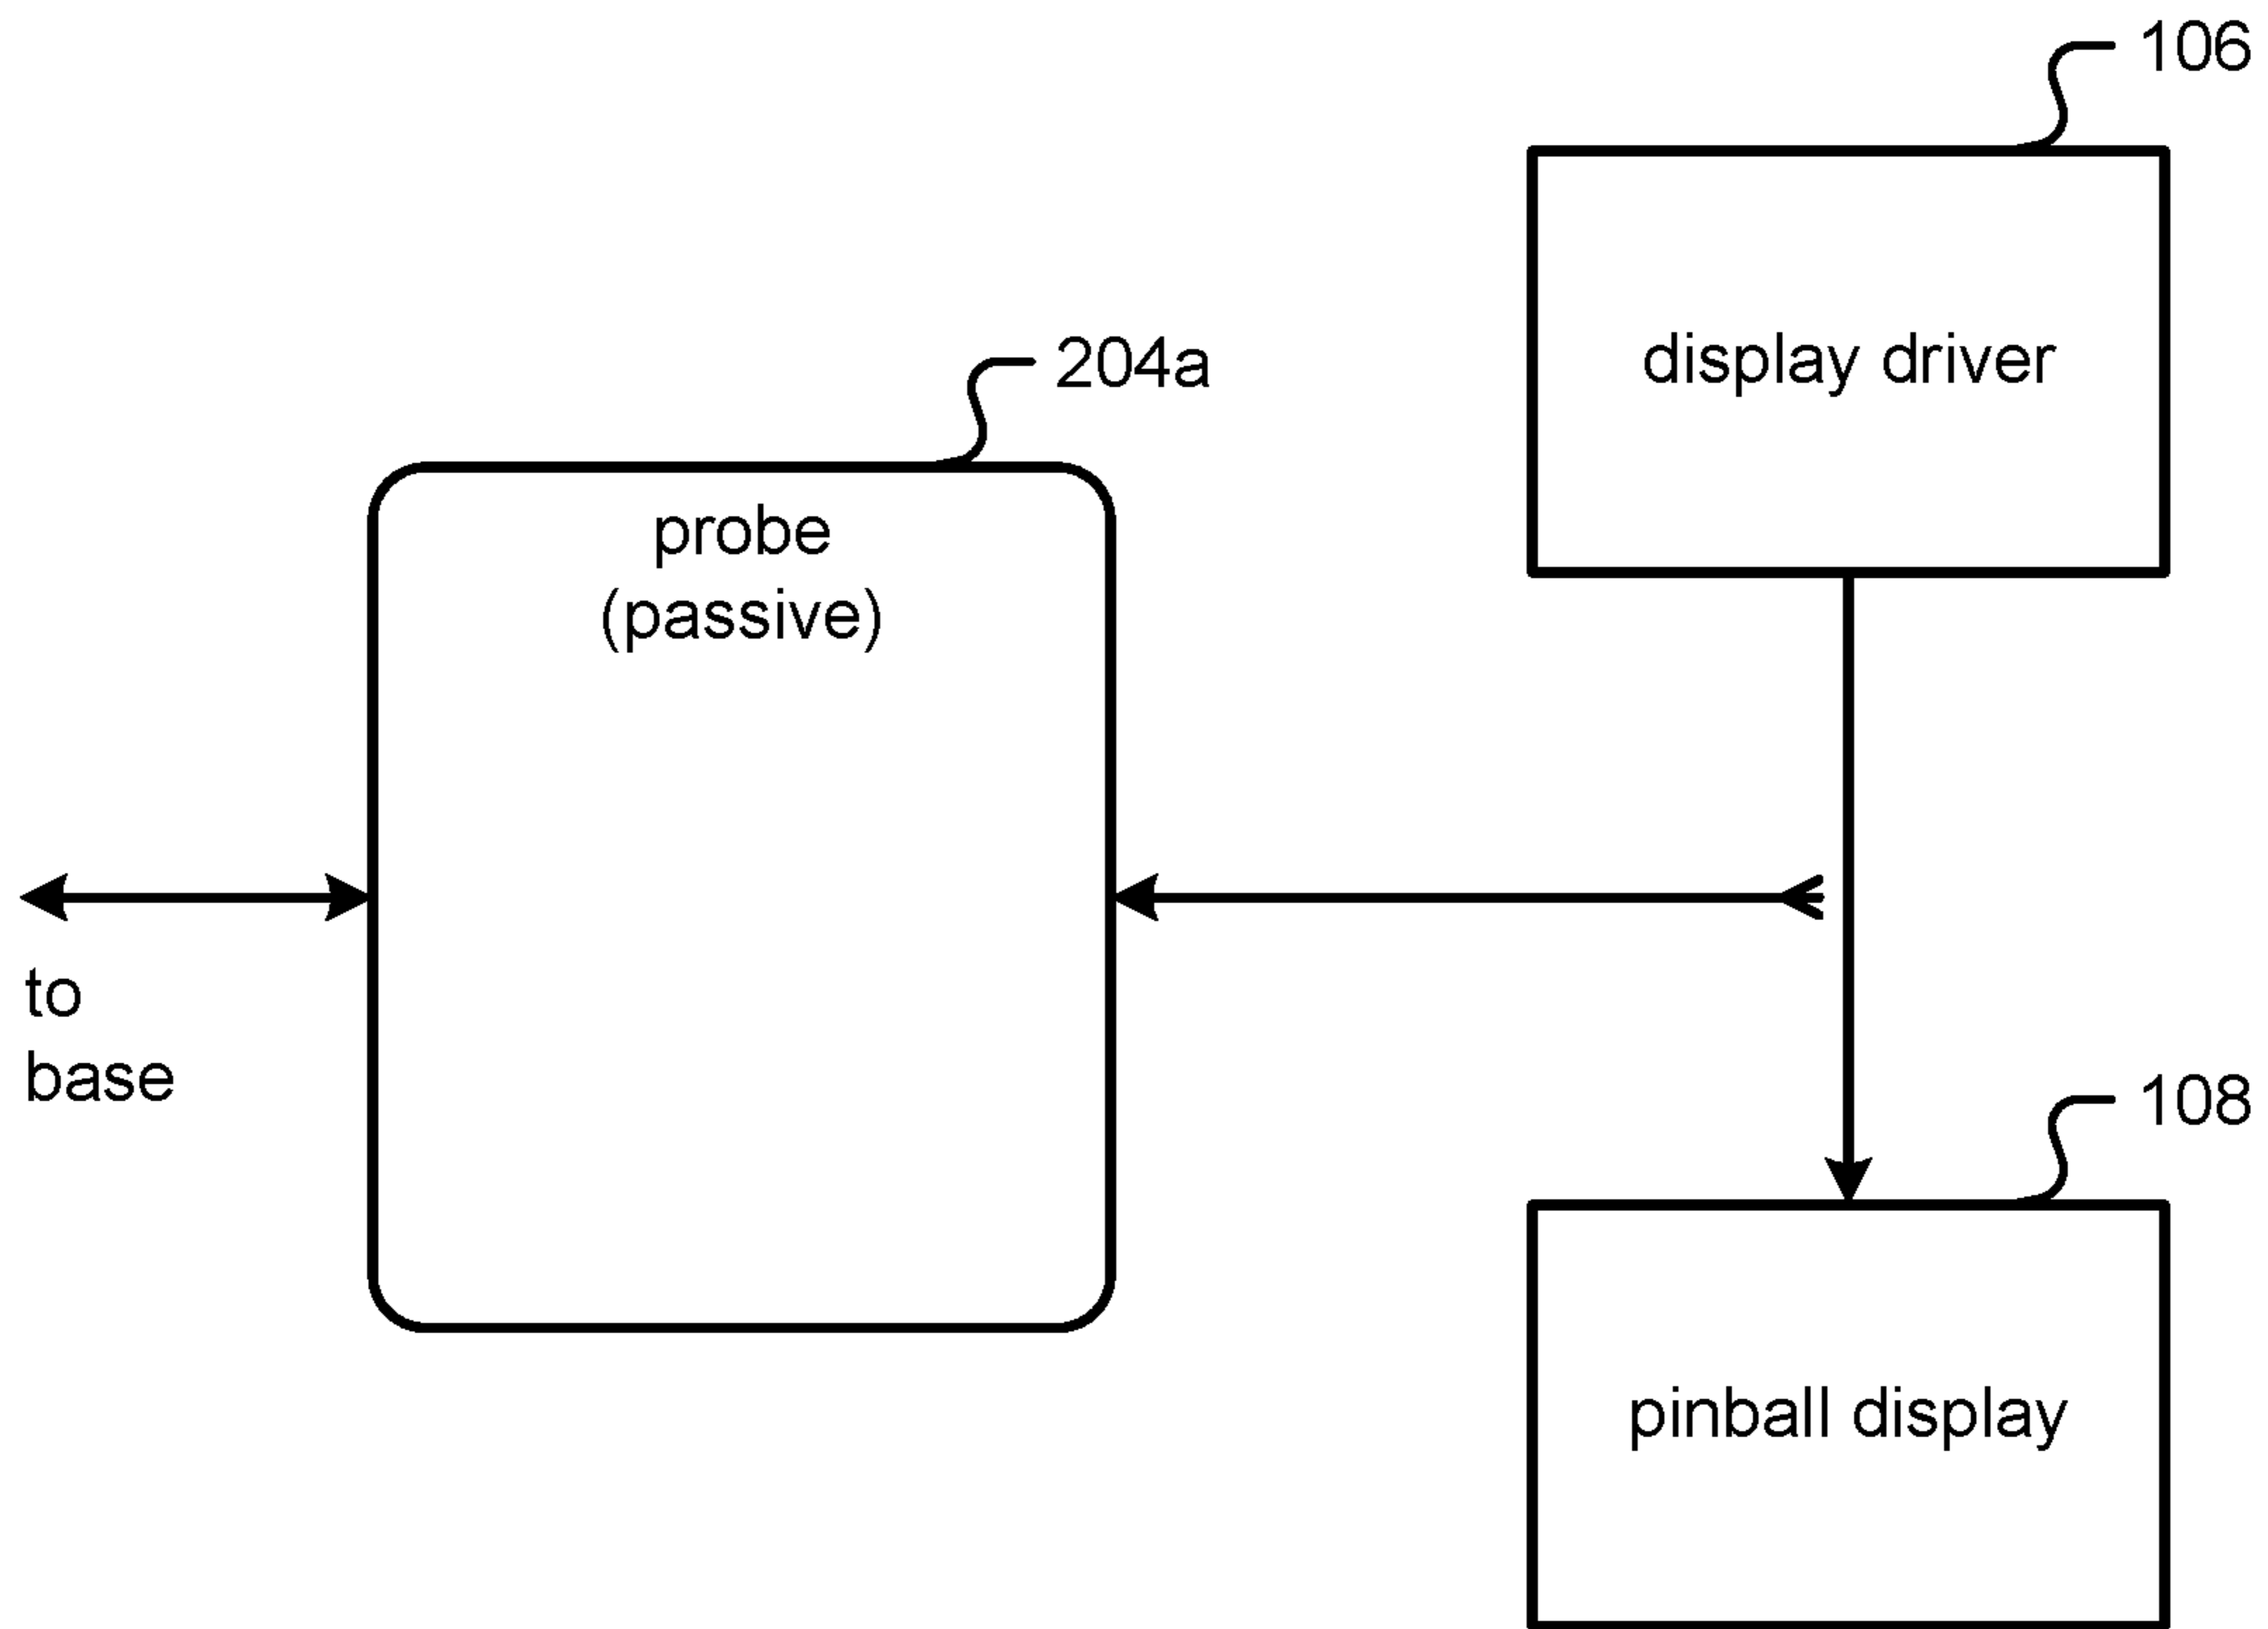 106
display driver
204a
probe
(passive)
to
base
108
pinball display